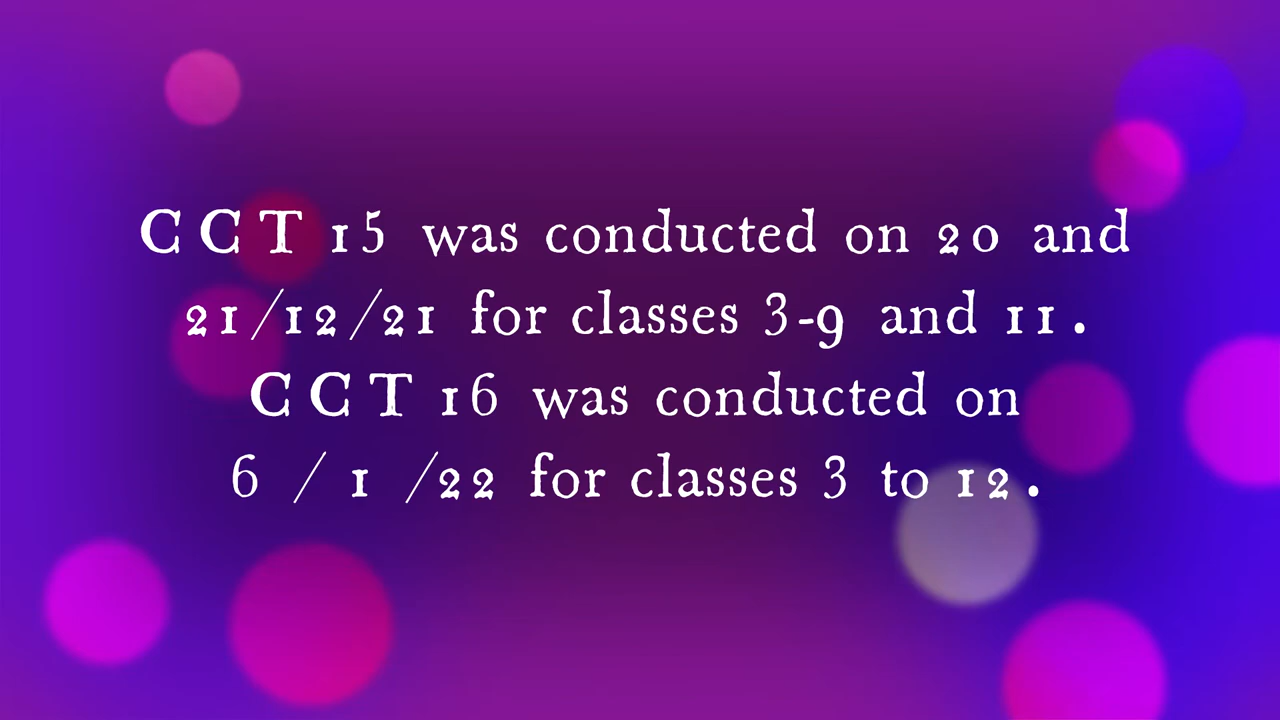 CCT 15 was conducted on 20 and
21/12/21 for classes 3-9 and 11.
CCT 16 was conducted on
6 / 1 /22 for classes 3 to 12.